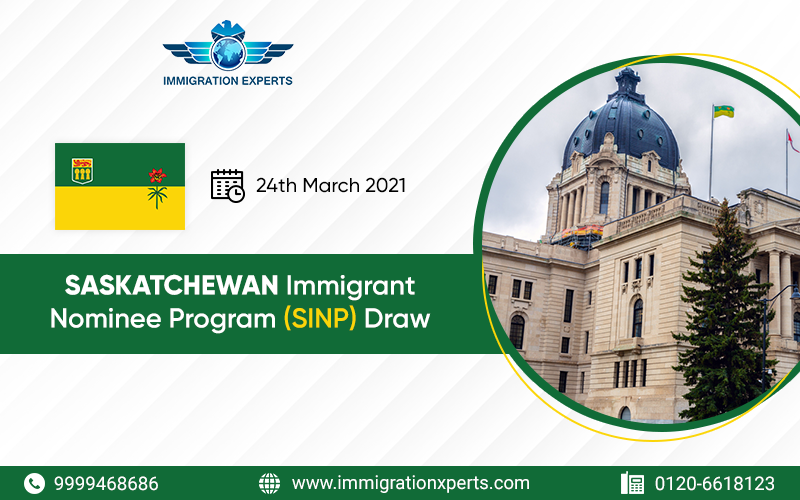 IMMIGRATION EXPERTS
24th March 2021
SASKATCHEWAN Immigrant
Nominee Program (SINP) Draw
9999468686
www.immigrationxperts.com
0120-6618123